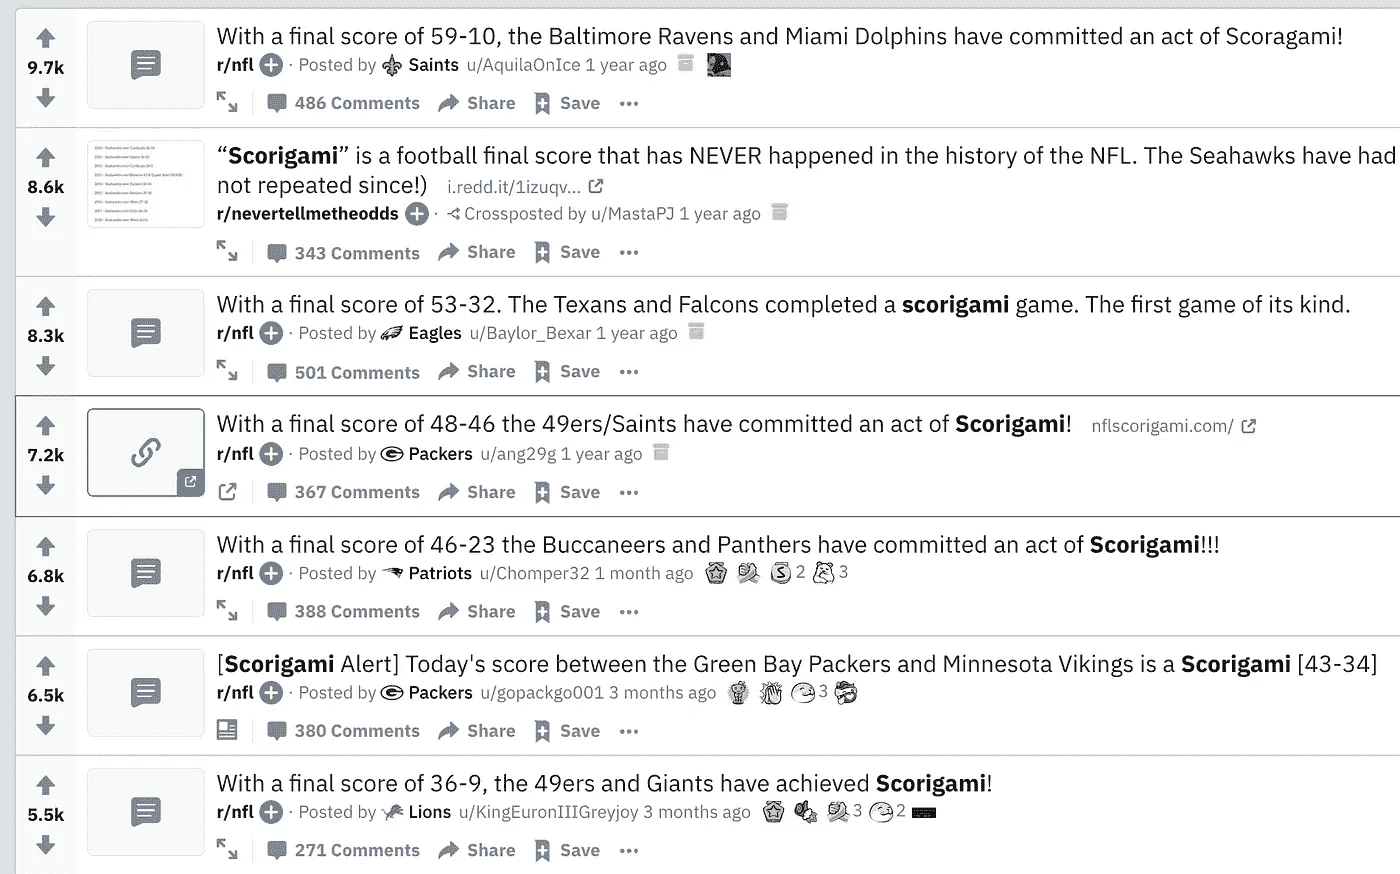 With a final score of 59-10, the Baltimore Ravens and Miami Dolphins have committed an act of Scoragami!
9.7k
r/nfl · Posted by Saints u/AquilaOnIce 1 year ago
486 Comments Share Save
“Scorigami” is a football final score that has NEVER happened in the history of the NFL. The Seahawks have had
8.6k
not repeated since!) i.redd.it/1izuqv...
r/nevertellmetheodds · Crossposted by u/MastaPJ 1 year ago
343 Comments Share Save
With a final score of 53-32. The Texans and Falcons completed a scorigami game. The first game of its kind.
8.3k
r/nfl · Posted by Eagles u/Baylor_Bexar 1 year ago
501 Comments Share Save
With a final score of 48-46 the 49ers/Saints have committed an act of Scorigami! nflscorigami.com/
7.2k
r/nfl · Posted by Packers u/ang29g 1 year ago
367 Comments Share Save
With a final score of 46-23 the Buccaneers and Panthers have committed an act of Scorigami!!!
6.8k
r/nfl · Posted by Patriots u/Chomper32 1 month ago 2 3
388 Comments Share Save
[Scorigami Alert] Today's score between the Green Bay Packers and Minnesota Vikings is a Scorigami [43-34]
6.5k
r/nfl · Posted by Packers u/gopackgo001 3 months ago 3
380 Comments Share Save
With a final score of 36-9, the 49ers and Giants have achieved Scorigami!
5.5k
r/nfl · Posted by Lions u/KingEuronIIIGreyjoy 3 months ago 3 2
271 Comments Share Save